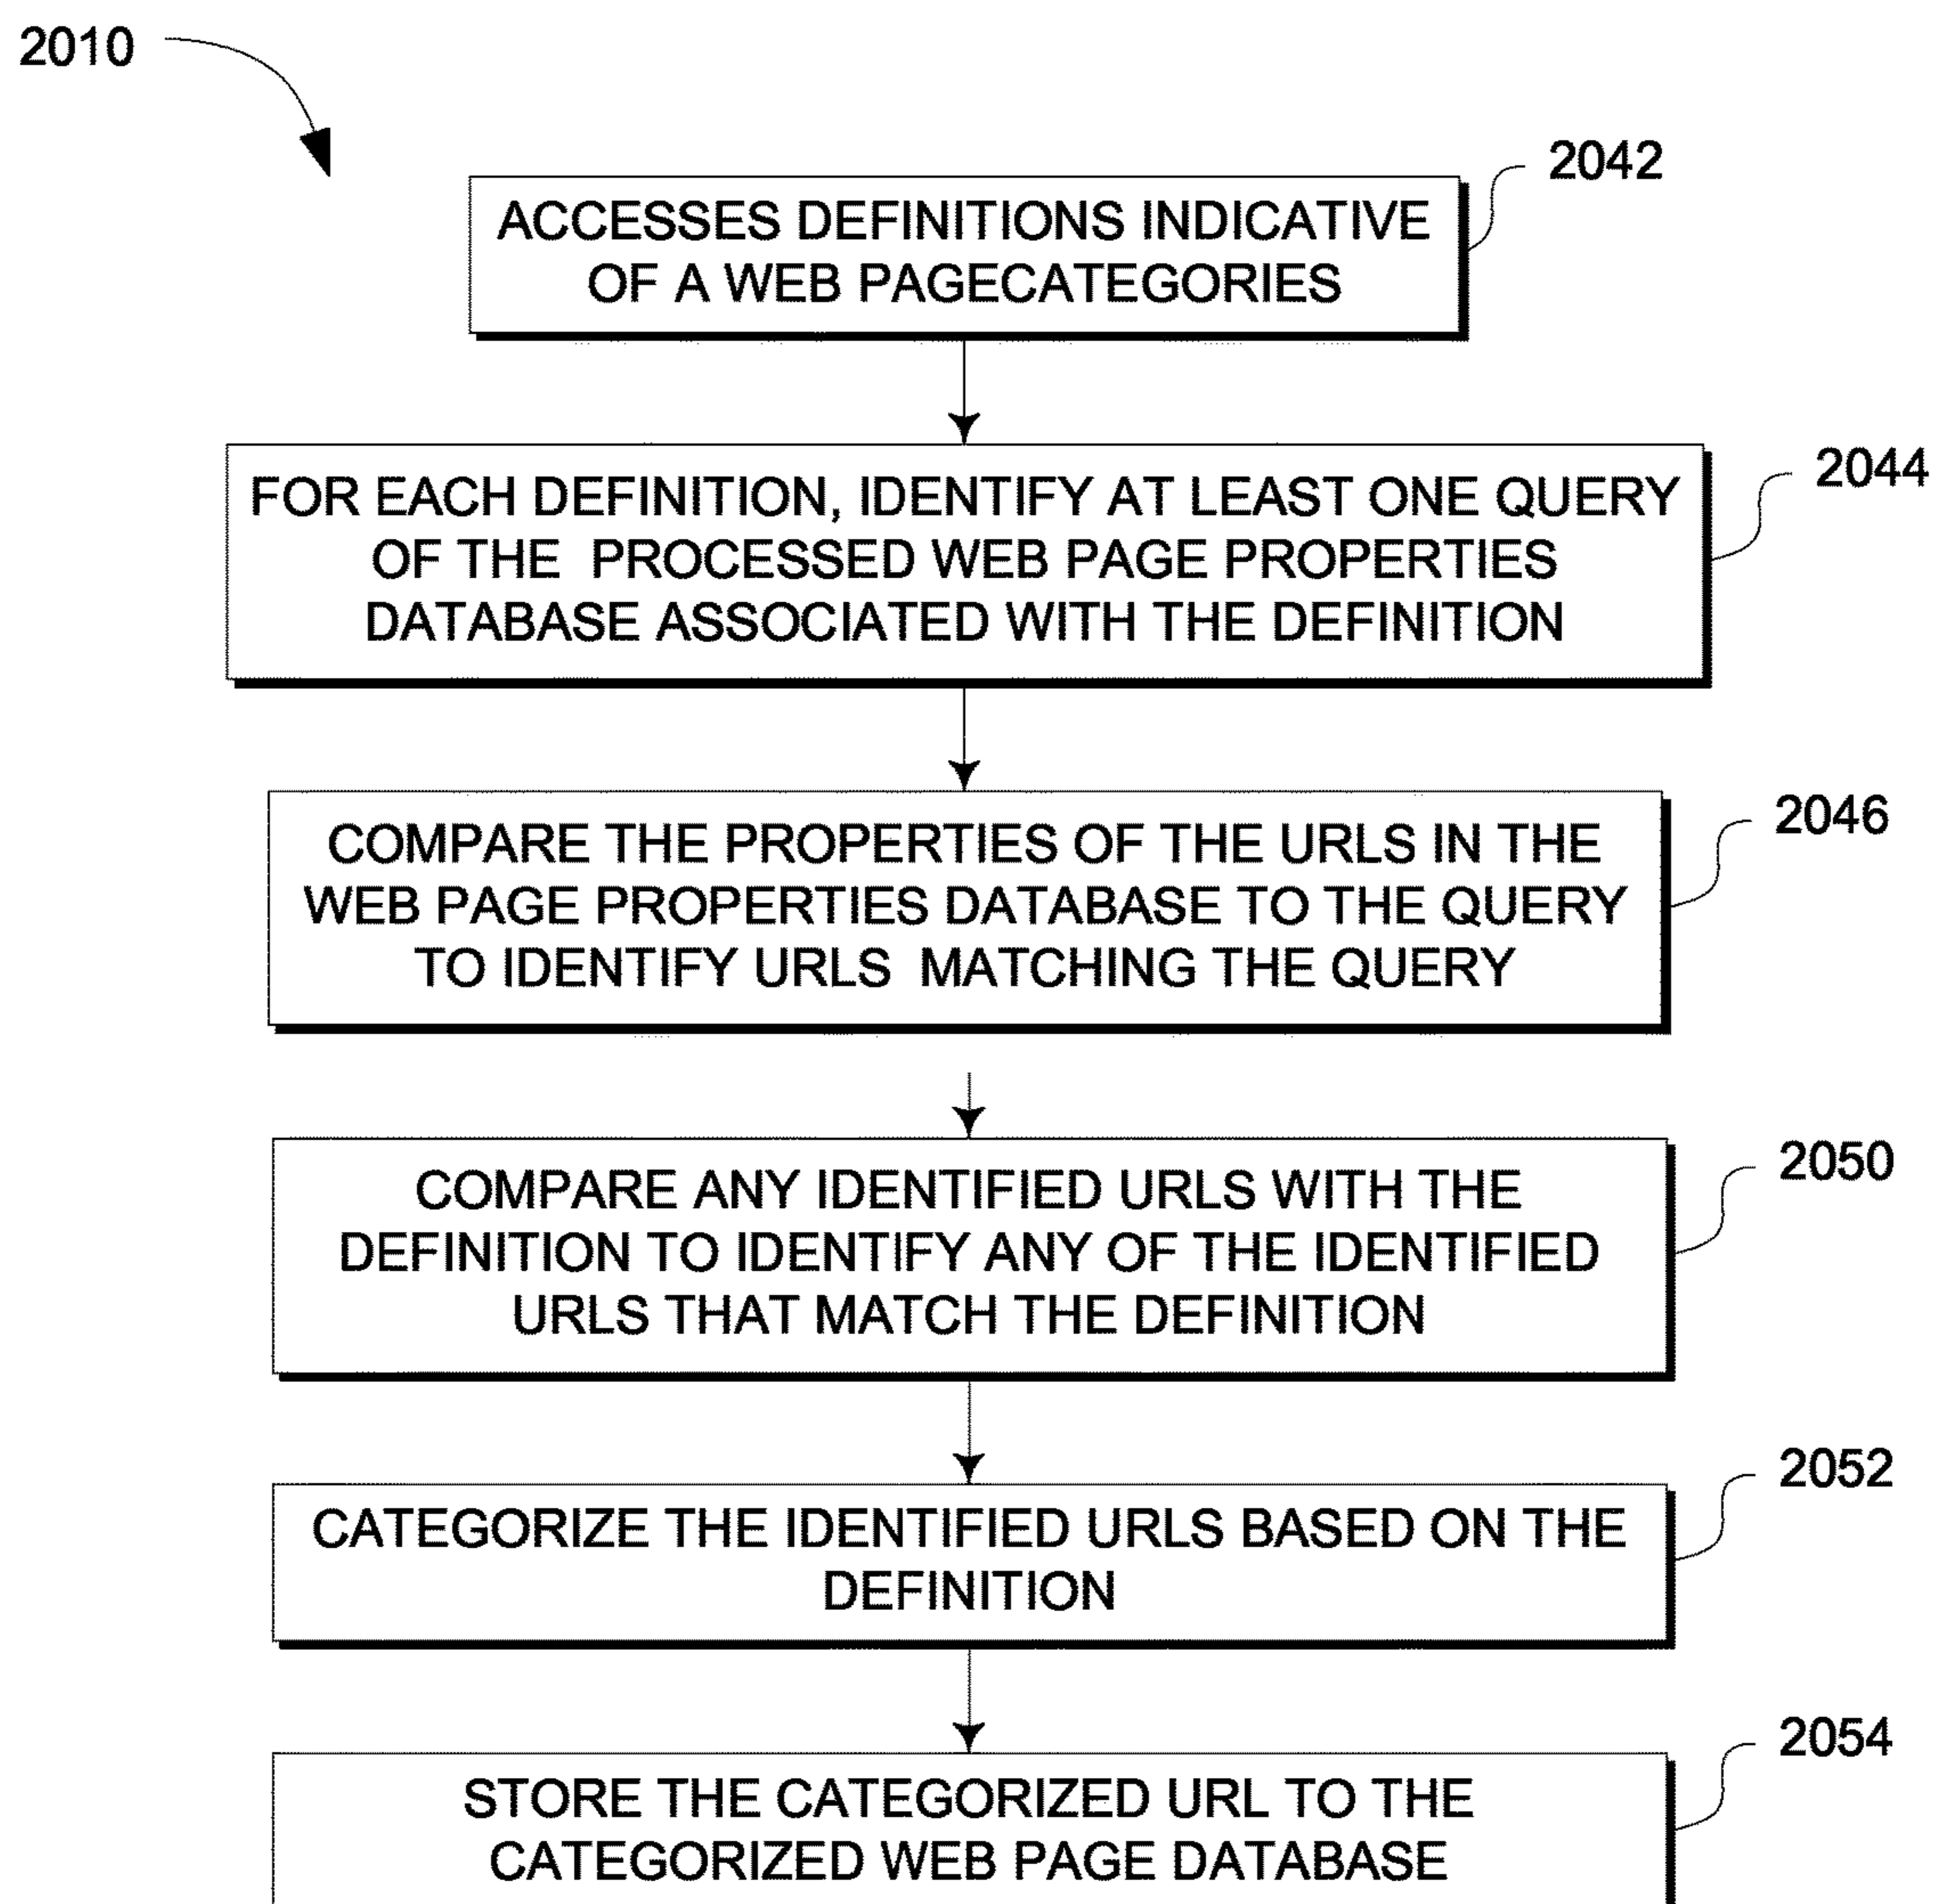 2010
2042
ACCESSES DEFINITIONS INDICATIVE
OF A WEB PAGECATEGORIES
2044
FOR EACH DEFINITION, IDENTIFY AT LEAST ONE QUERY
OF THE PROCESSED WEB PAGE PROPERTIES
DATABASE ASSOCIATED WITH THE DEFINITION
2046
COMPARE THE PROPERTIES OF THE URLS IN THE
WEB PAGE PROPERTIES DATABASE TO THE QUERY
TO IDENTIFY URLS MATCHING THE QUERY
2050
COMPARE ANY IDENTIFIED URLS WITH THE
DEFINITION TO IDENTIFY ANY OF THE IDENTIFIED
URLS THAT MATCH THE DEFINITION
2052
CATEGORIZE THE IDENTIFIED URLS BASED ON THE
DEFINITION
2054
STORE THE CATEGORIZED URL TO THE
CATEGORIZED WEB PAGE DATABASE